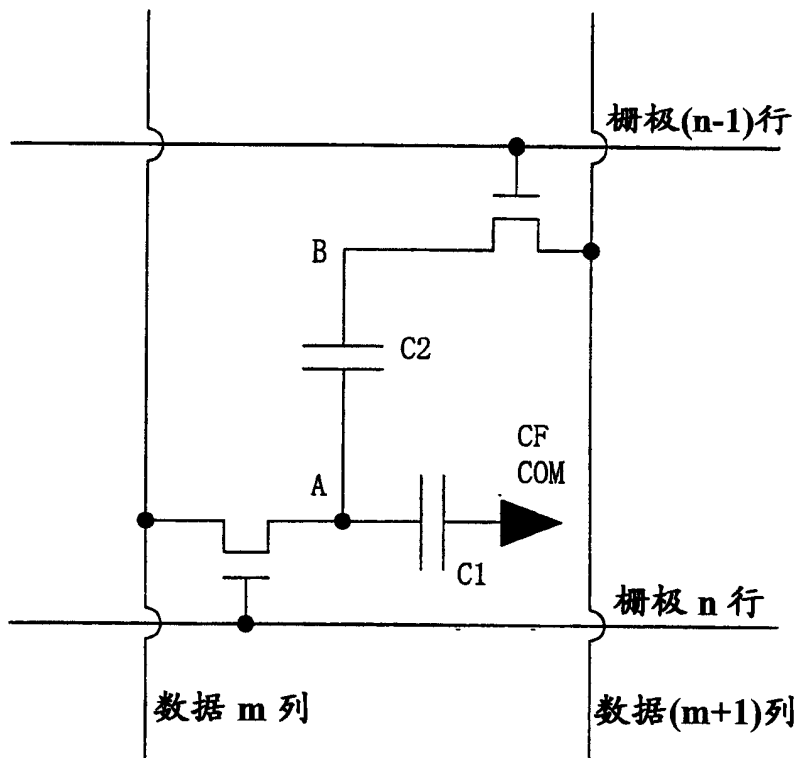 栅极(n-1)行
B
C2
CF
COM
A
C1
栅极 n 行
数据 m 列
数据(m+1)列